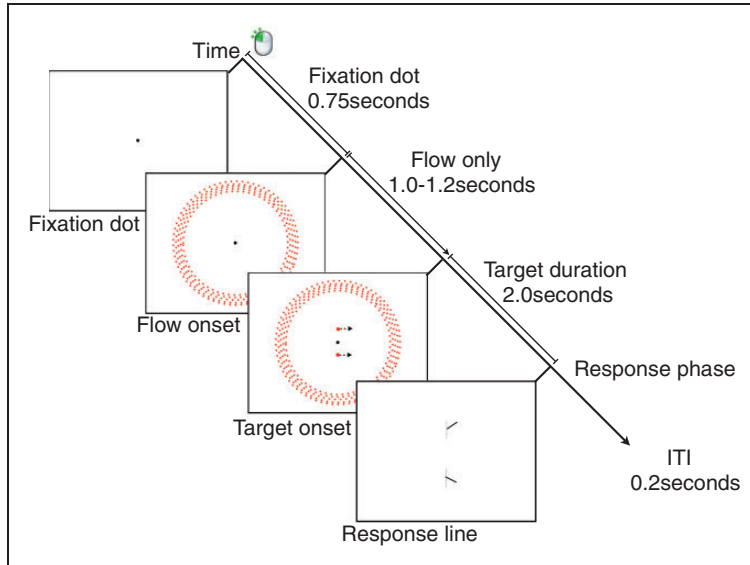 Time
Fixation dot
0.75seconds
Flow only
1.0-1.2seconds
Fixation dot
Target duration
2.0seconds
Flow onset
Response phase
Target onset
ITI
0.2seconds
Response line